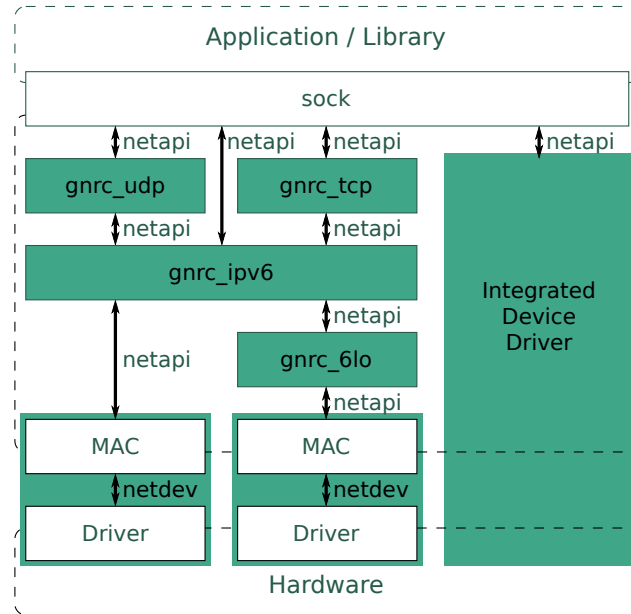 Application / Library
sock
netapi netapi netapi netapi
gnrc_udp gnrc_tcp
netapi netapi
gnrc_ipv6
Integrated
Device
Driver
netapi
netapi
gnrc_6lo
netapi
MAC MAC
netdev netdev
Driver Driver
Hardware